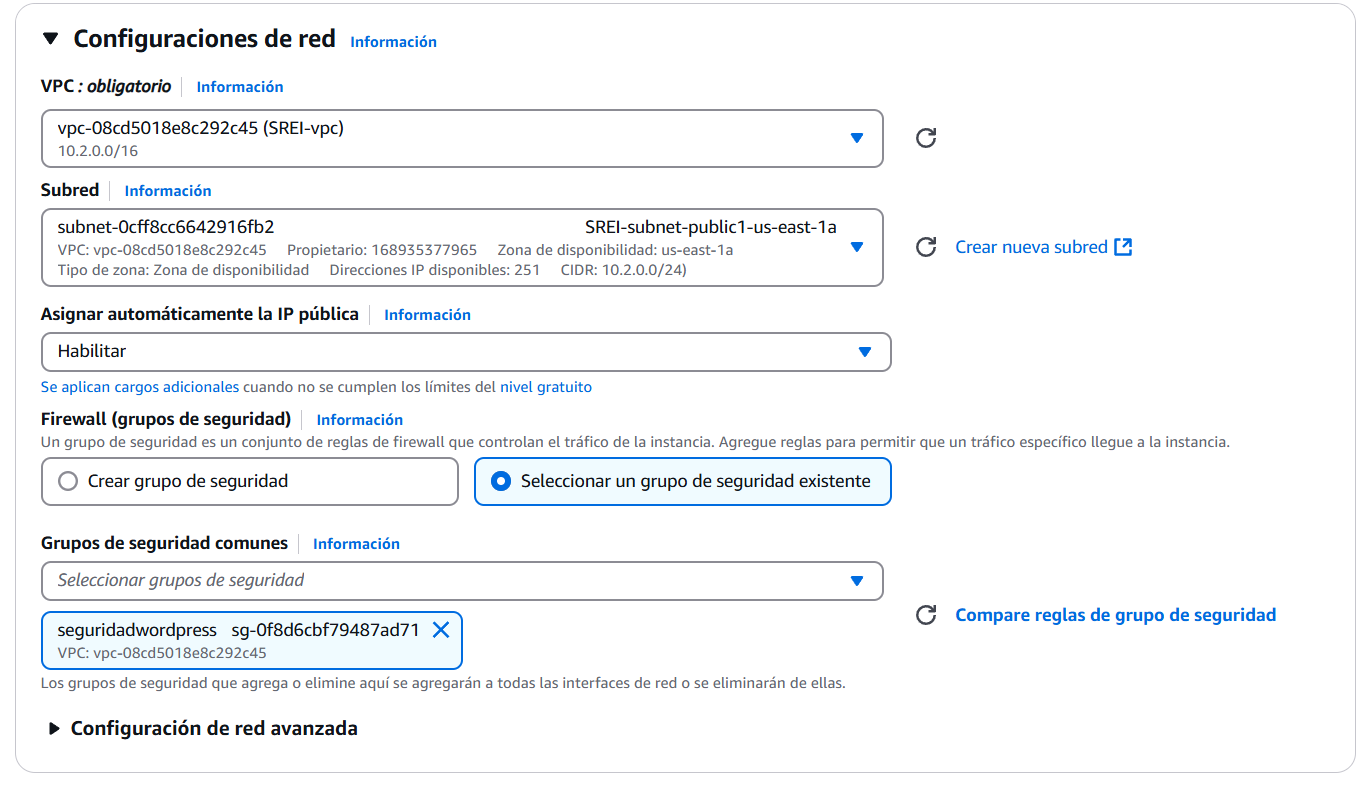 Configuraciones de red Información
VPC : obligatorio Información
vpc-08cd5018e8c292c45 (SREI-vpc)
10.2.0.0/16
Subred Información
subnet-0cff8cc6642916fb2 SREI-subnet-public1-us-east-1a
VPC: vpc-08cd5018e8c292c45 Propietario: 168935377965 Zona de disponibilidad: us-east-1a
Tipo de zona: Zona de disponibilidad Direcciones IP disponibles: 251 CIDR: 10.2.0.0/24)
Crear nueva subred
Asignar automáticamente la IP pública Información
Habilitar
Se aplican cargos adicionales cuando no se cumplen los límites del nivel gratuito
Firewall (grupos de seguridad) Información
Un grupo de seguridad es un conjunto de reglas de firewall que controlan el tráfico de la instancia. Agregue reglas para permitir que un tráfico específico llegue a la instancia.
Crear grupo de seguridad
Seleccionar un grupo de seguridad existente
Grupos de seguridad comunes Información
Seleccionar grupos de seguridad
seguridadwordpress sg-0f8d6cbf79487ad71
VPC: vpc-08cd5018e8c292c45
Compare reglas de grupo de seguridad
Los grupos de seguridad que agrega o elimine aquí se agregarán a todas las interfaces de red o se eliminarán de ellas.
Configuración de red avanzada